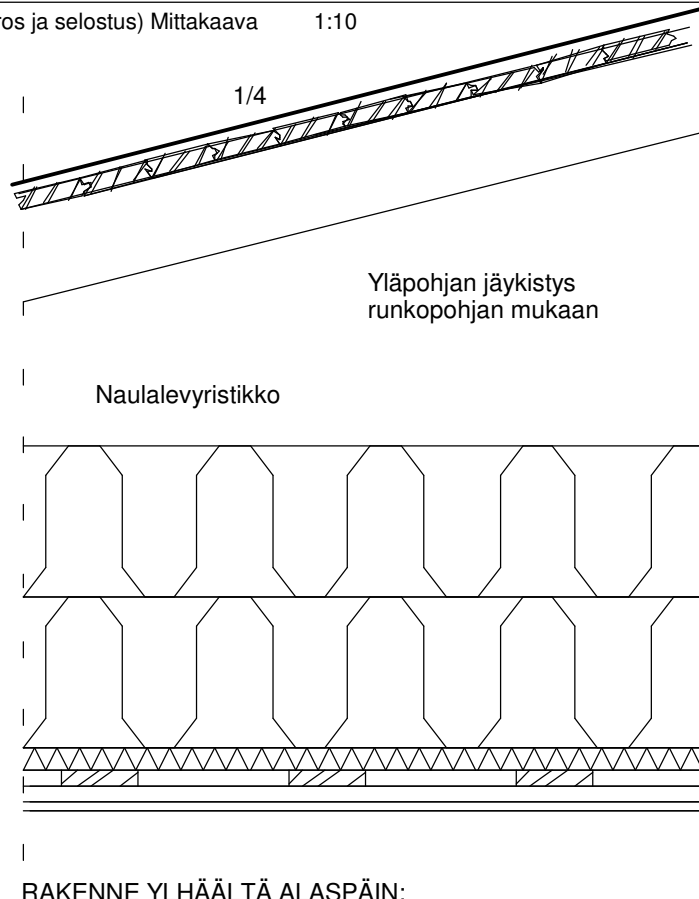 ros ja selostus) Mittakaava 1:10
1/4
Yläpohjan jäykistys
runkopohjan mukaan
Naulalevyristikko
RAKENNE YLHÄÄLTÄ ALASPÄIN: